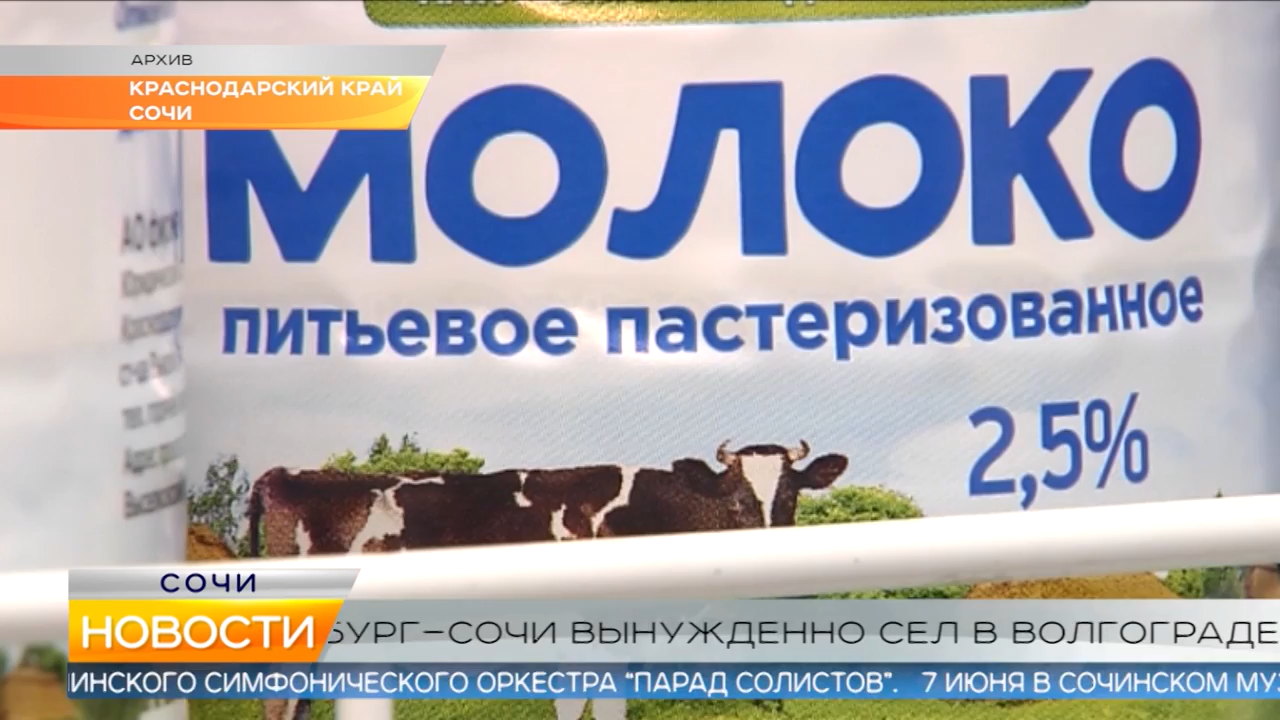 АРХИВ
КРАСНОДАРСКИЙ КРАЙ
СОЧИ
МОЛОКО
питьевое пастеризованное
2,5%
СОЧИ
НОВОСТИ
БУРГ–СОЧИ ВЫНУЖДЕННО СЕЛ В ВОЛГОГРАДЕ
ИНСКОГО СИМФОНИЧЕСКОГО ОРКЕСТРА “ПАРАД СОЛИСТОВ”. 7 ИЮНЯ В СОЧИНСКОМ МУЗ